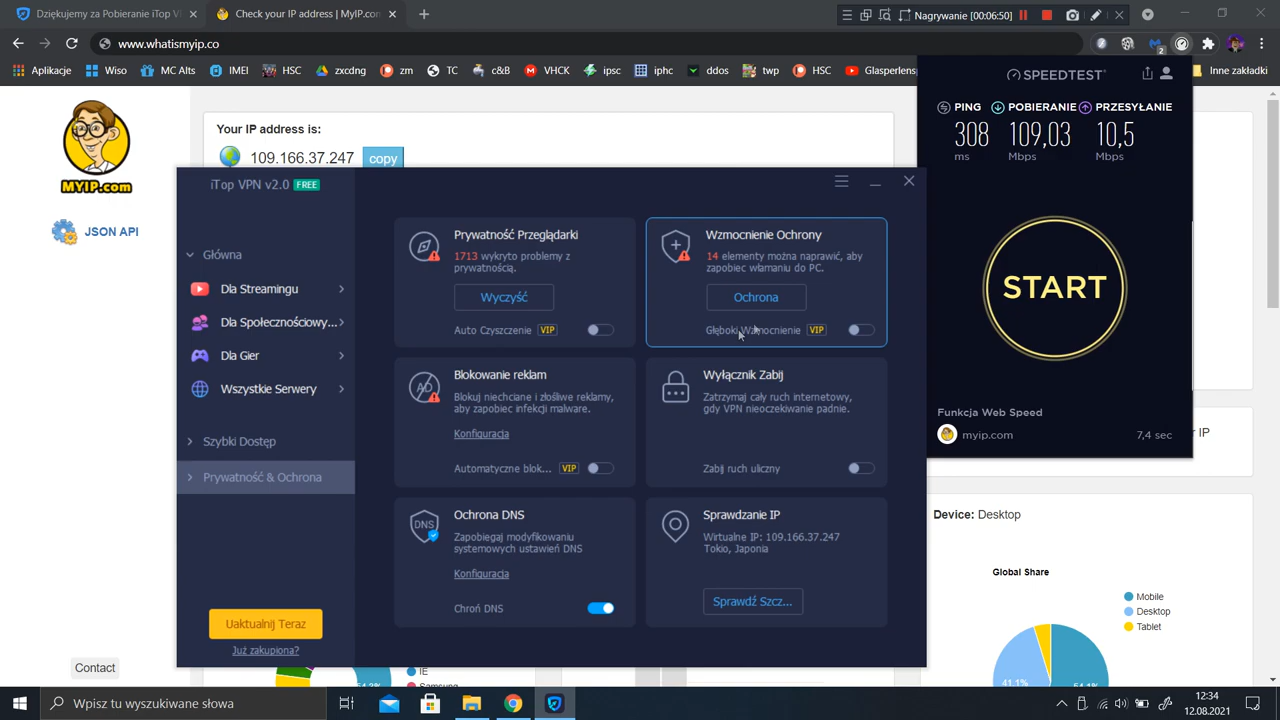 Dziękujemy za Pobieranie iTop VI
Check your IP address | MyIP.con
Nagrywanie [00:06:50]
www.whatismyip.co
2
Aplikacje
Wiso
MC Alts
IMEI
HSC
zxcdng
zm
TC
c&B
VHCK
ipsc
iphc
ddos
twp
HSC
Glasperlens
Inne zakładki
SPEEDTEST
PING
POBIERANIE
PRZESYŁANIE
308
109,03
10,5
ms
Mbps
Mbps
START
Funkcja Web Speed
myip.com
7,4 sec
MYIP.com
JSON API
Your IP address is:
109.166.37.247
copy
iTop VPN v2.0 FREE
Główna
Dla Streamingu
Dla Społecznościowy...
Dla Gier
Wszystkie Serwery
Szybki Dostęp
Prywatność & Ochrona
Uaktualnij Teraz
Już zakupiona?
Prywatność Przeglądarki
1713 wykryto problemy z
prywatnością.
Wyczyść
Auto Czyszczenie VIP
Wzmocnienie Ochrony
14 elementy można naprawić, aby
zapobiec włamaniu do PC.
Ochrona
Głęboki Wzmocnienie VIP
AD
Blokowanie reklam
Blokuj niechciane i złośliwe reklamy,
aby zapobiec infekcji malware.
Konfiguracja
Automatyczne blok... VIP
Wyłącznik Zabij
Zatrzymaj cały ruch internetowy,
gdy VPN nieoczekiwanie padnie.
Zabij ruch uliczny
DNS
Ochrona DNS
Zapobiegaj modyfikowaniu
systemowych ustawień DNS
Konfiguracja
Chroń DNS
Sprawdzanie IP
Wirtualne IP: 109.166.37.247
Tokio, Japonia
Sprawdź Szcz...
r IP
Device: Desktop
Global Share
Mobile
Desktop
Tablet
41.1%
Contact
IE
Wpisz tu wyszukiwane słowa
12:34
12.08.2021